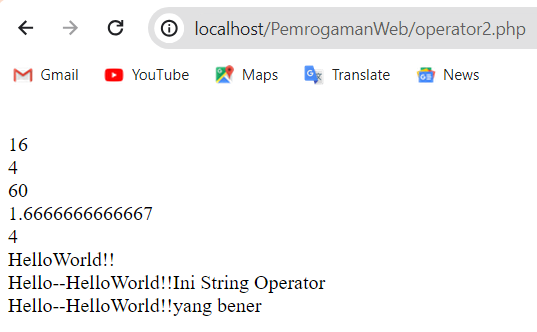 localhost/PemrogamanWeb/operator2.php
Gmail YouTube Maps Translate News
16
4
60
1.6666666666667
4
HelloWorld!!
Hello--HelloWorld!!Ini String Operator
Hello--HelloWorld!!yang bener